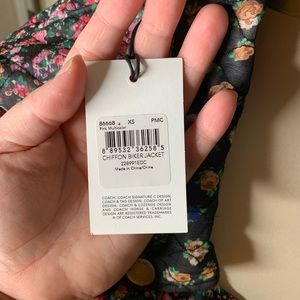 86668 XS PMC
Pink Multicolor
8 89532 36258 5
CHIFFON BIKER JACKET
228991EDC
Made in China/Chine
COACH, COACH SIGNATURE C DESIGN,
COACH & TAG DESIGN, COACH OP ART
DESIGN, COACH & LOZENGE DESIGN
AND COACH HORSE & CARRIAGE
DESIGN ARE REGISTERED TRADEMARKS
OF COACH SERVICES, INC.